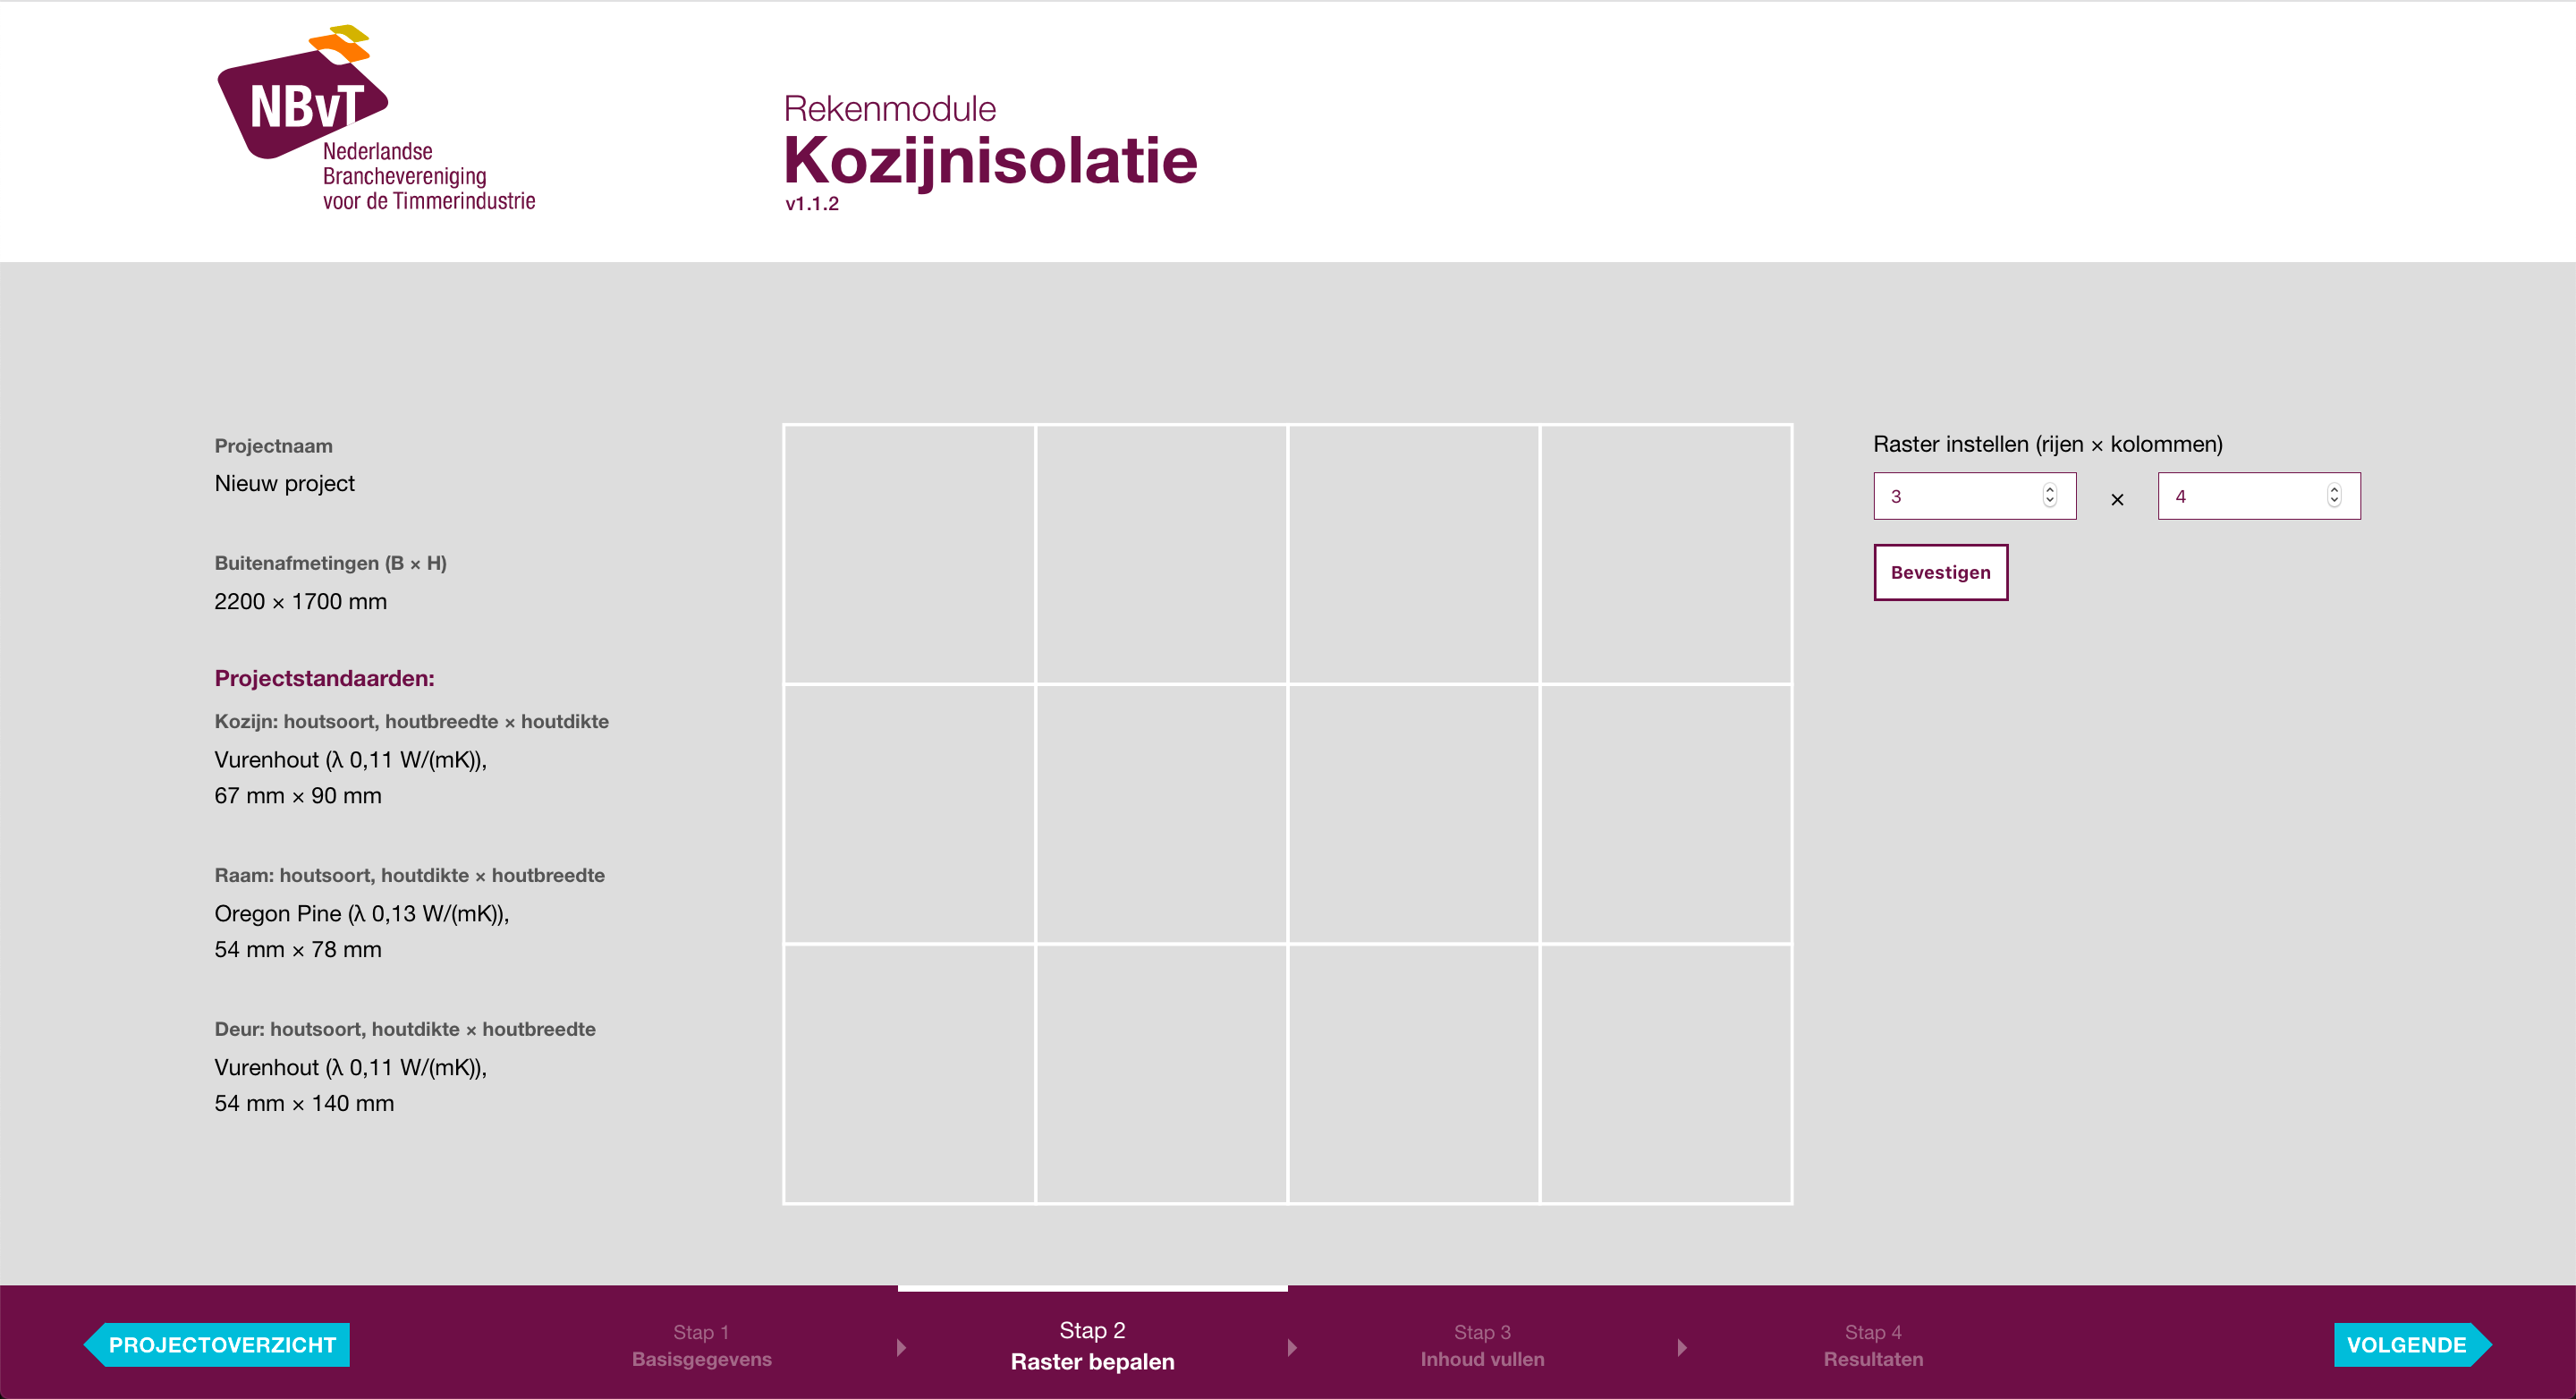 NBvT
Nederlandse
Branchevereniging
voor de Timmerindustrie
Rekenmodule
Kozijnisolatie
v1.1.2
Projectnaam
Nieuw project
Buitenafmetingen (B × H)
2200 × 1700 mm
Projectstandaarden:
Kozijn: houtsoort, houtbreedte × houtdikte
Vurenhout (λ 0,11 W/(mK)),
67 mm × 90 mm
Raam: houtsoort, houtdikte × houtbreedte
Oregon Pine (λ 0,13 W/(mK)),
54 mm × 78 mm
Deur: houtsoort, houtdikte × houtbreedte
Vurenhout (λ 0,11 W/(mK)),
54 mm × 140 mm
Raster instellen (rijen × kolommen)
3 × 4
Bevestigen
PROJECTOVERZICHT
Stap 1
Basisgegevens
Stap 2
Raster bepalen
Stap 3
Inhoud vullen
Stap 4
Resultaten
VOLGENDE